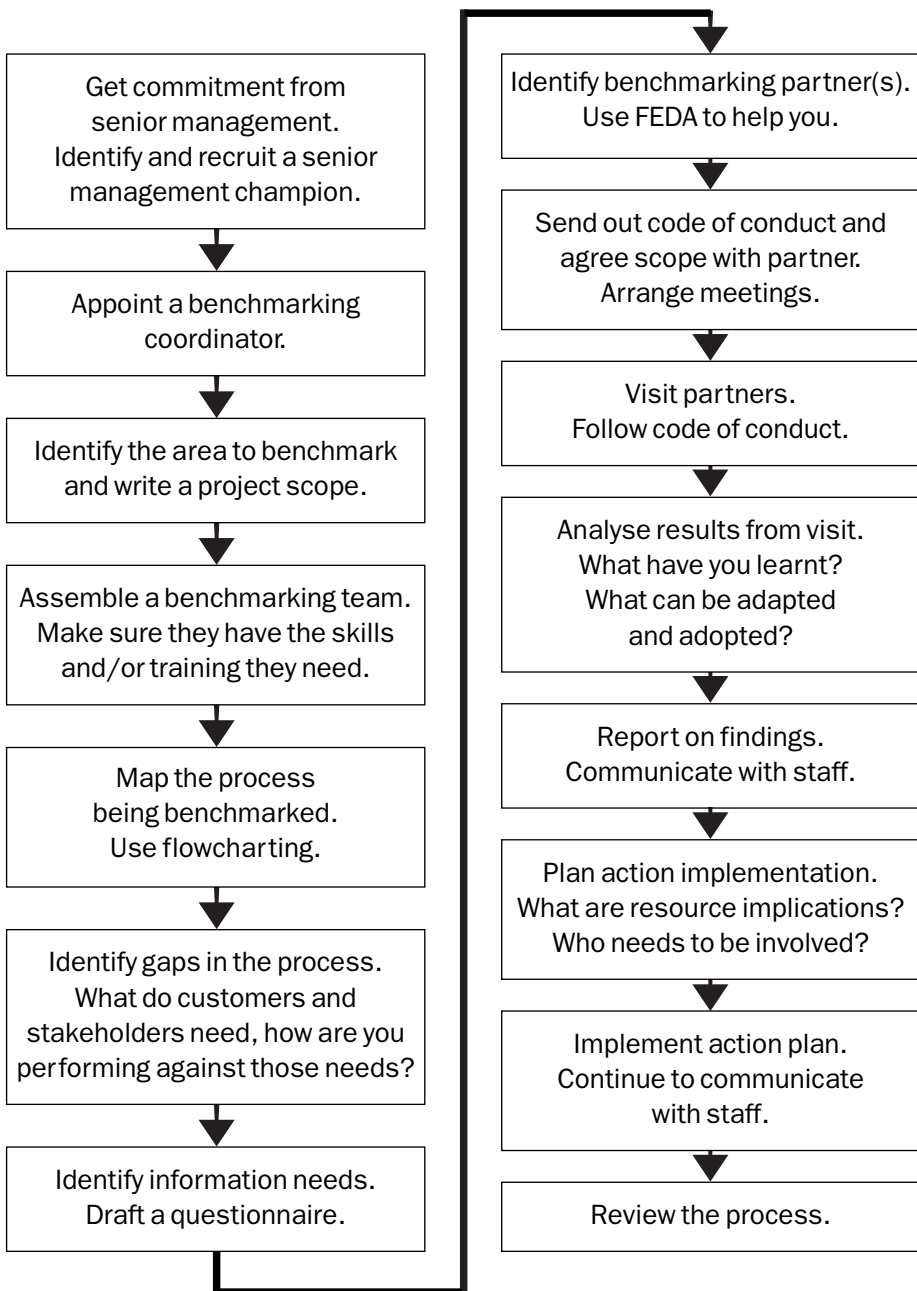 Get commitment from
senior management.
Identify and recruit a senior
management champion.
Appoint a benchmarking
coordinator.
Identify the area to benchmark
and write a project scope.
Assemble a benchmarking team.
Make sure they have the skills
and/or training they need.
Map the process
being benchmarked.
Use flowcharting.
Identify gaps in the process.
What do customers and
stakeholders need, how are you
performing against those needs?
Identify information needs.
Draft a questionnaire.
Identify benchmarking partner(s).
Use FEDA to help you.
Send out code of conduct and
agree scope with partner.
Arrange meetings.
Visit partners.
Follow code of conduct.
Analyse results from visit.
What have you learnt?
What can be adapted
and adopted?
Report on findings.
Communicate with staff.
Plan action implementation.
What are resource implications?
Who needs to be involved?
Implement action plan.
Continue to communicate
with staff.
Review the process.